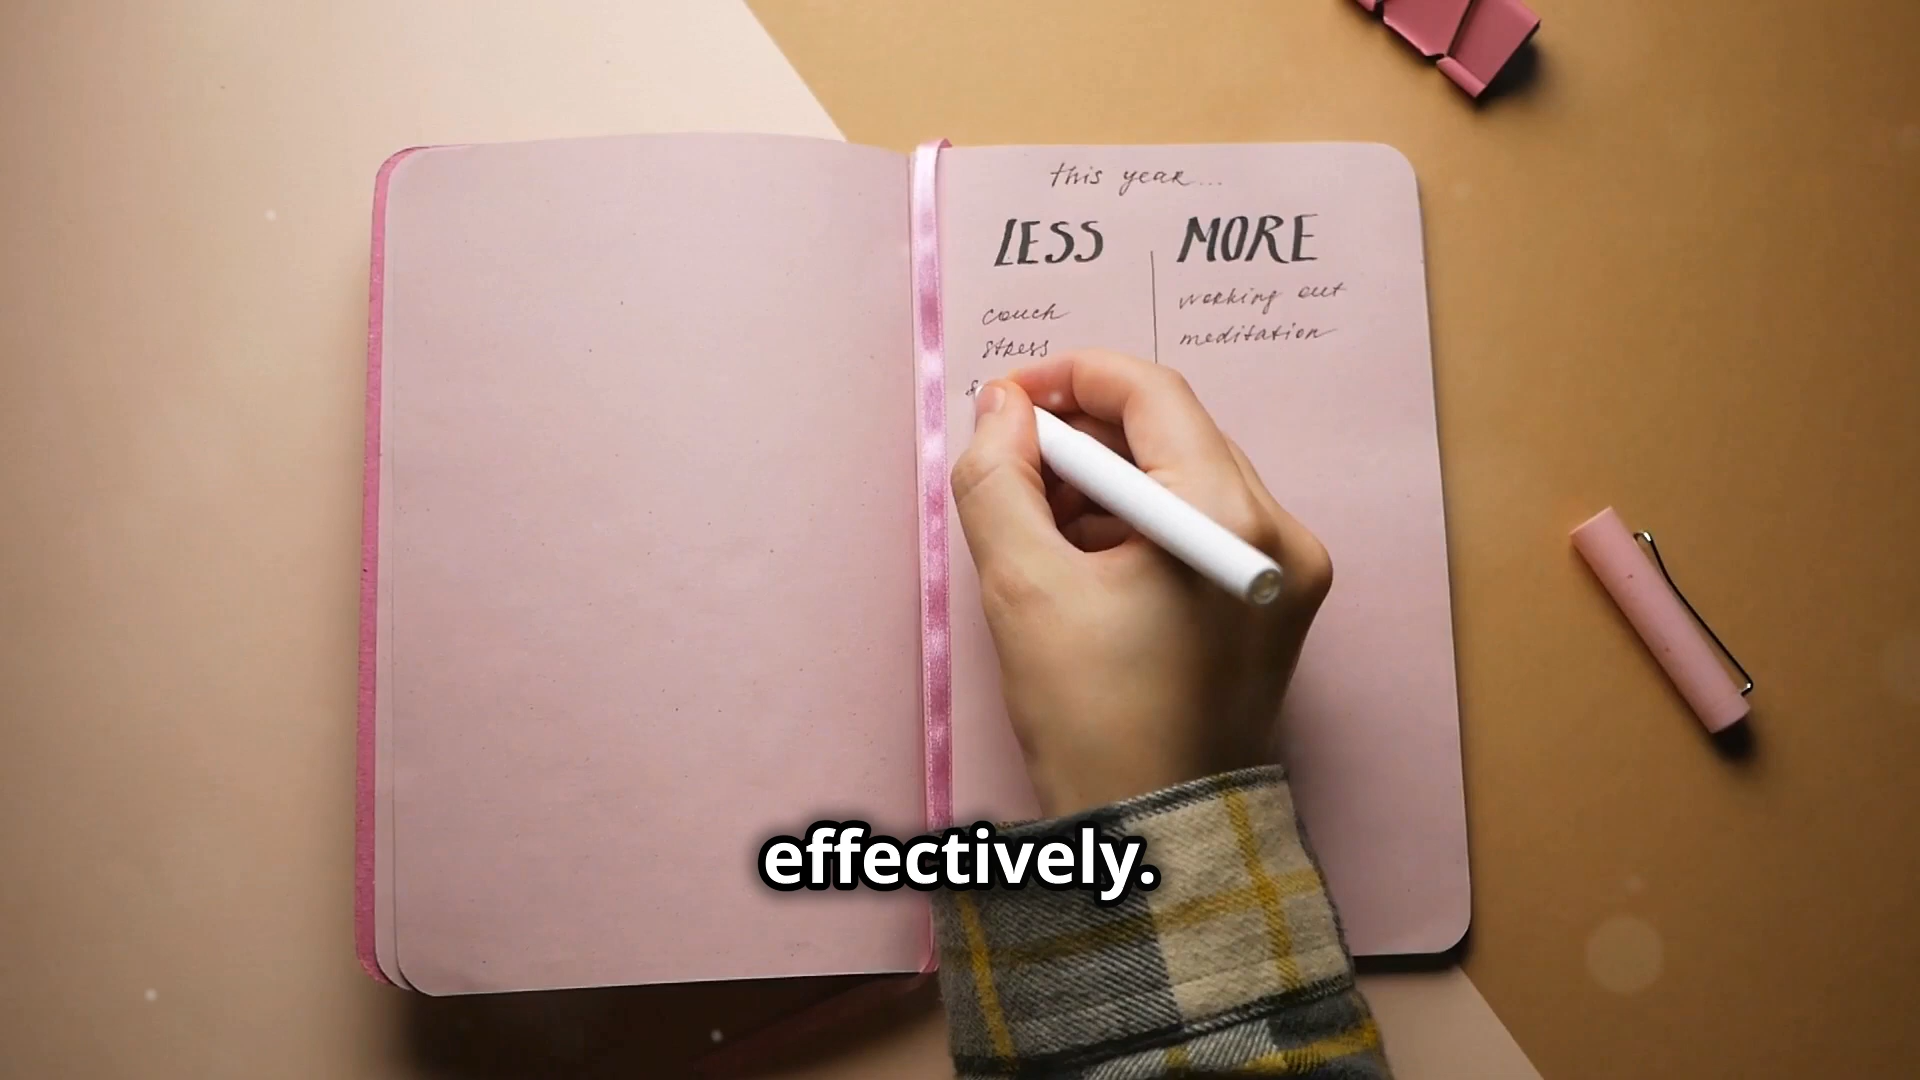 this year...
LESS
MORE
couch
stress
working out
meditation
effectively.